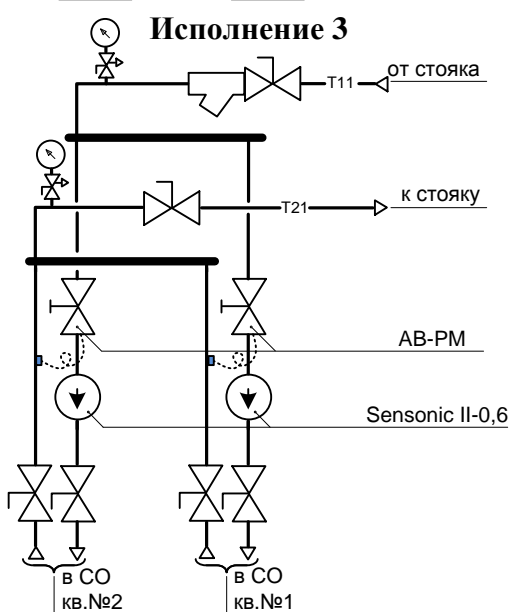 Исполнение 3
T11
от стояка
T21
к стояку
AB-PM
Sensonic II-0,6
в СО
кв.№2
в СО
кв.№1